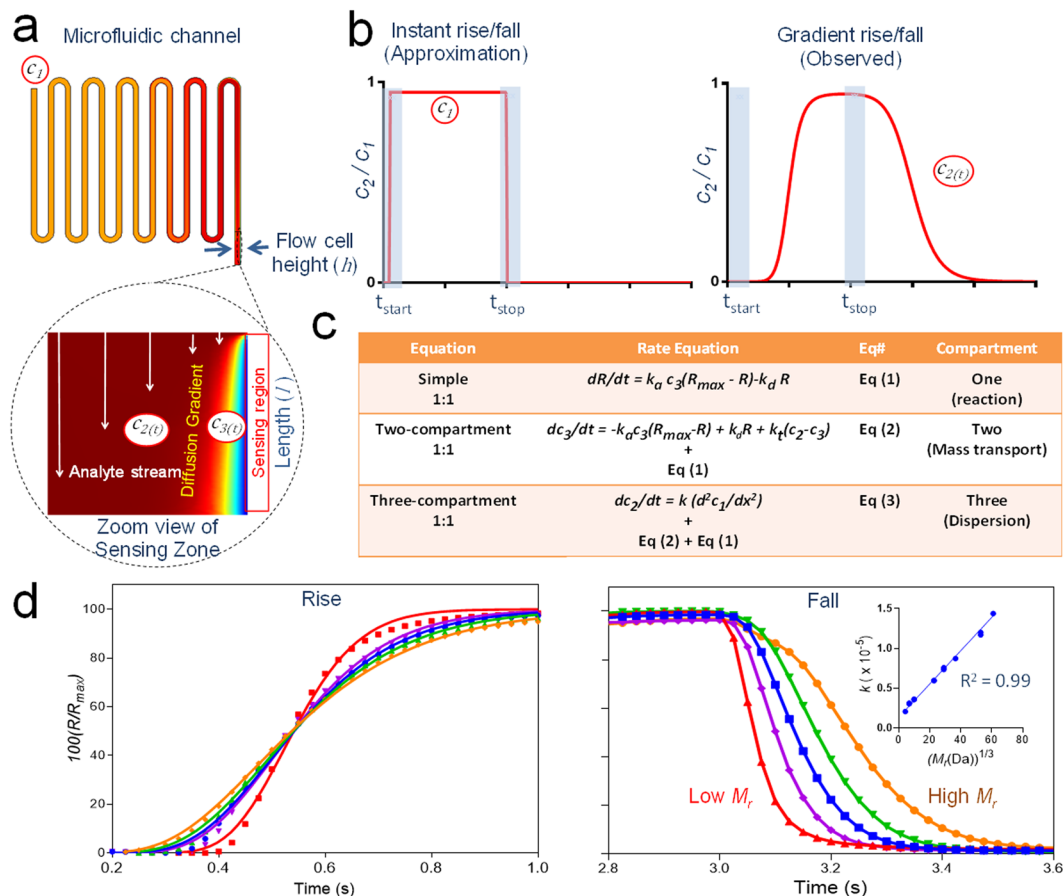 a
Microfluidic channel
c1
Flow cell
height (h)
c2(t)
c3(t)
Diffusion Gradient
Analyte stream
Sensing region
Length (l)
Zoom view of
Sensing Zone
b
Instant rise/fall
(Approximation)
1
C2 / C1
0
c1
tstart
tstop
Gradient rise/fall
(Observed)
1
C2 / C1
0
c2(t)
tstart
tstop
c
Equation Rate Equation Eq# Compartment
Simple
1:1
dR/dt = ka c3(Rmax - R)-kd R
Eq (1)
One
(reaction)
Two-compartment
1:1
dc3/dt = -kac3(Rmax-R) + kdR + kt(c2-c3)
+
Eq (1)
Eq (2)
Two
(Mass transport)
Three-compartment
1:1
dc2/dt = k (d²c1/dx²)
+
Eq (2) + Eq (1)
Eq (3)
Three
(Dispersion)
d
Rise
100(R/Rmax)
100
80
60
40
20
0
0.2 0.4 0.6 0.8 1.0
Time (s)
Fall
Low Mr
High Mr
2.8 3.0 3.2 3.4 3.6
Time (s)
k ( x 10-5)
1.5
1.0
0.5
0.0
R² = 0.99
0 20 40 60 80
(Mr(Da))1/3